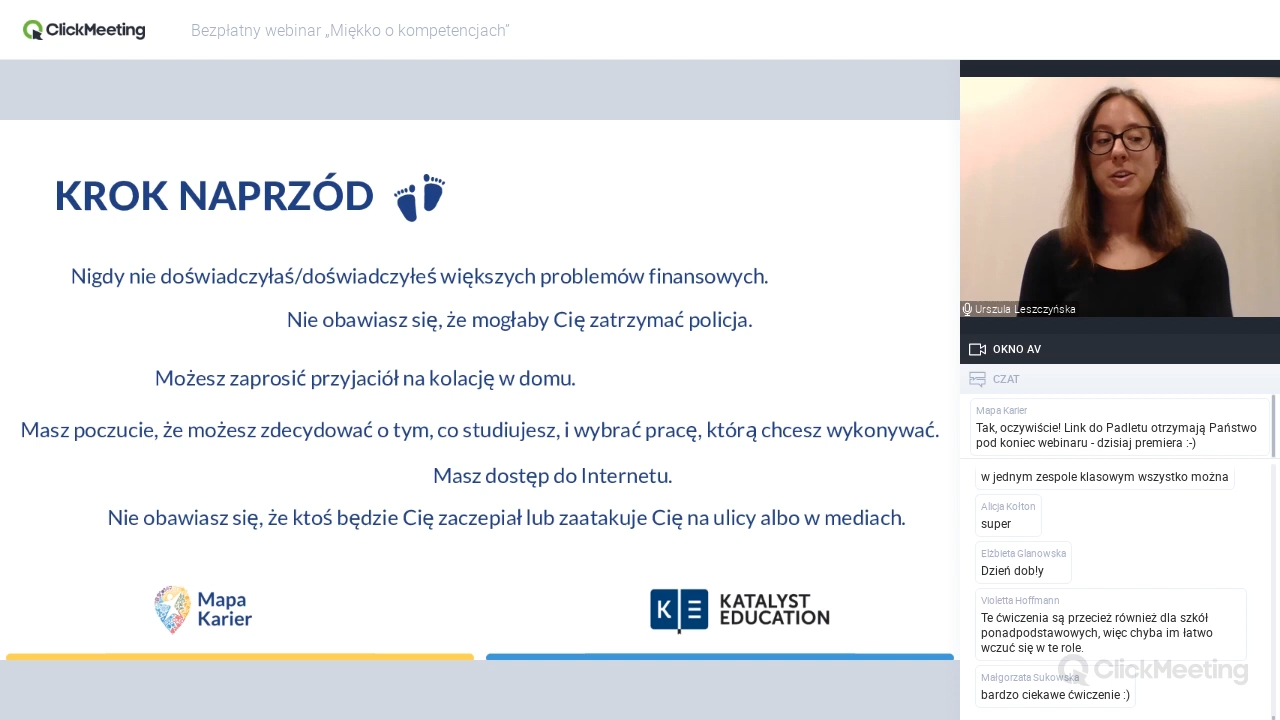 ClickMeeting
Bezpłatny webinar „Miękko o kompetencjach”
KROK NAPRZÓD
Nigdy nie doświadczyłaś/doświadczyłeś większych problemów finansowych.
Nie obawiasz się, że mogłaby Cię zatrzymać policja.
Możesz zaprosić przyjaciół na kolację w domu.
Masz poczucie, że możesz zdecydować o tym, co studiujesz, i wybrać pracę, którą chcesz wykonywać.
Masz dostęp do Internetu.
Nie obawiasz się, że ktoś będzie Cię zaczepiał lub zaatakuje Cię na ulicy albo w mediach.
Mapa
Karier
KE
KATALYST
EDUCATION
Urszula Leszczyńska
OKNO AV
CZAT
Mapa Karier
Tak, oczywiście! Link do Padletu otrzymają Państwo
pod koniec webinaru - dzisiaj premiera :-)
w jednym zespole klasowym wszystko można
Alicja Kołton
super
Elżbieta Glanowska
Dzień dob!y
Violetta Hoffmann
Te ćwiczenia są przecież również dla szkół
ponadpodstawowych, więc chyba im łatwo
wczuć się w te role.
Małgorzata Sukowska
bardzo ciekawe ćwiczenie :)
ClickMeeting